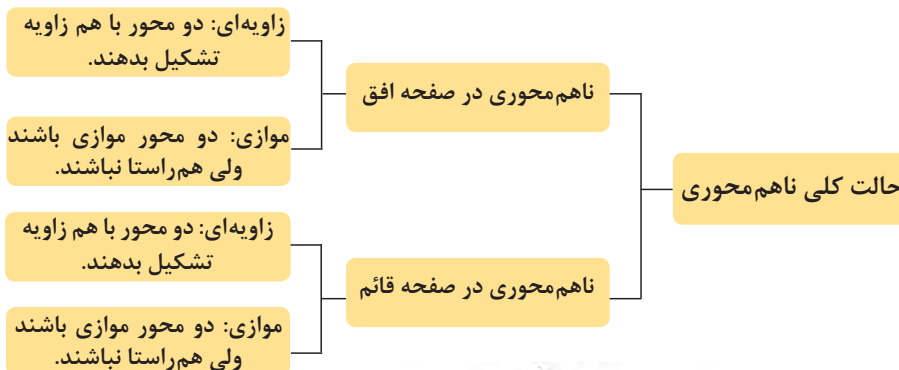 حالت کلی ناهم‌محوری
ناهم‌محوری در صفحه افق
زاویه‌ای: دو محور با هم زاویه
تشکیل بدهند.
موازی: دو محور موازی باشند
ولی هم‌راستا نباشند.
ناهم‌محوری در صفحه قائم
زاویه‌ای: دو محور با هم زاویه
تشکیل بدهند.
موازی: دو محور موازی باشند
ولی هم‌راستا نباشند.